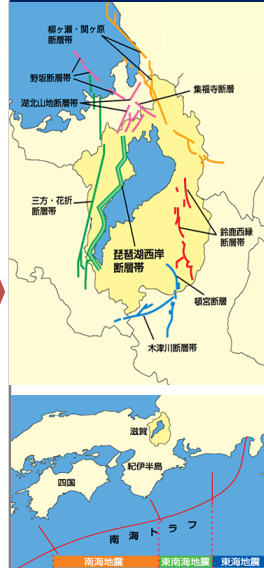 柳ヶ瀬・関ヶ原
断層帯
野坂断層帯
集福寺断層
湖北山地断層帯
三方・花折
断層帯
鈴鹿西縁
断層帯
琵琶湖西岸
断層帯
頓宮断層
木津川断層帯
滋賀
紀伊半島
四国
南海トラフ
南海地震
東南海地震
東海地震